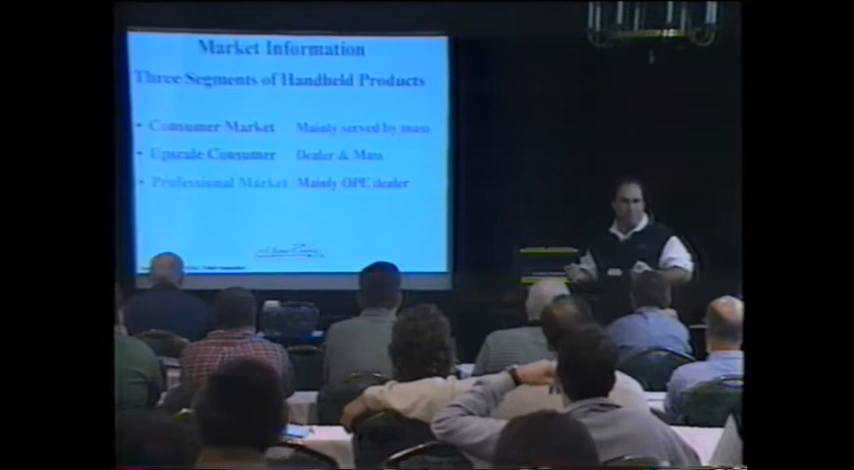 Market Information
Three Segments of Handheld Products
• Consumer Market Mainly served by mass
• Upscale Consumer Dealer & Mass
• Professional Market Mainly OPE dealer